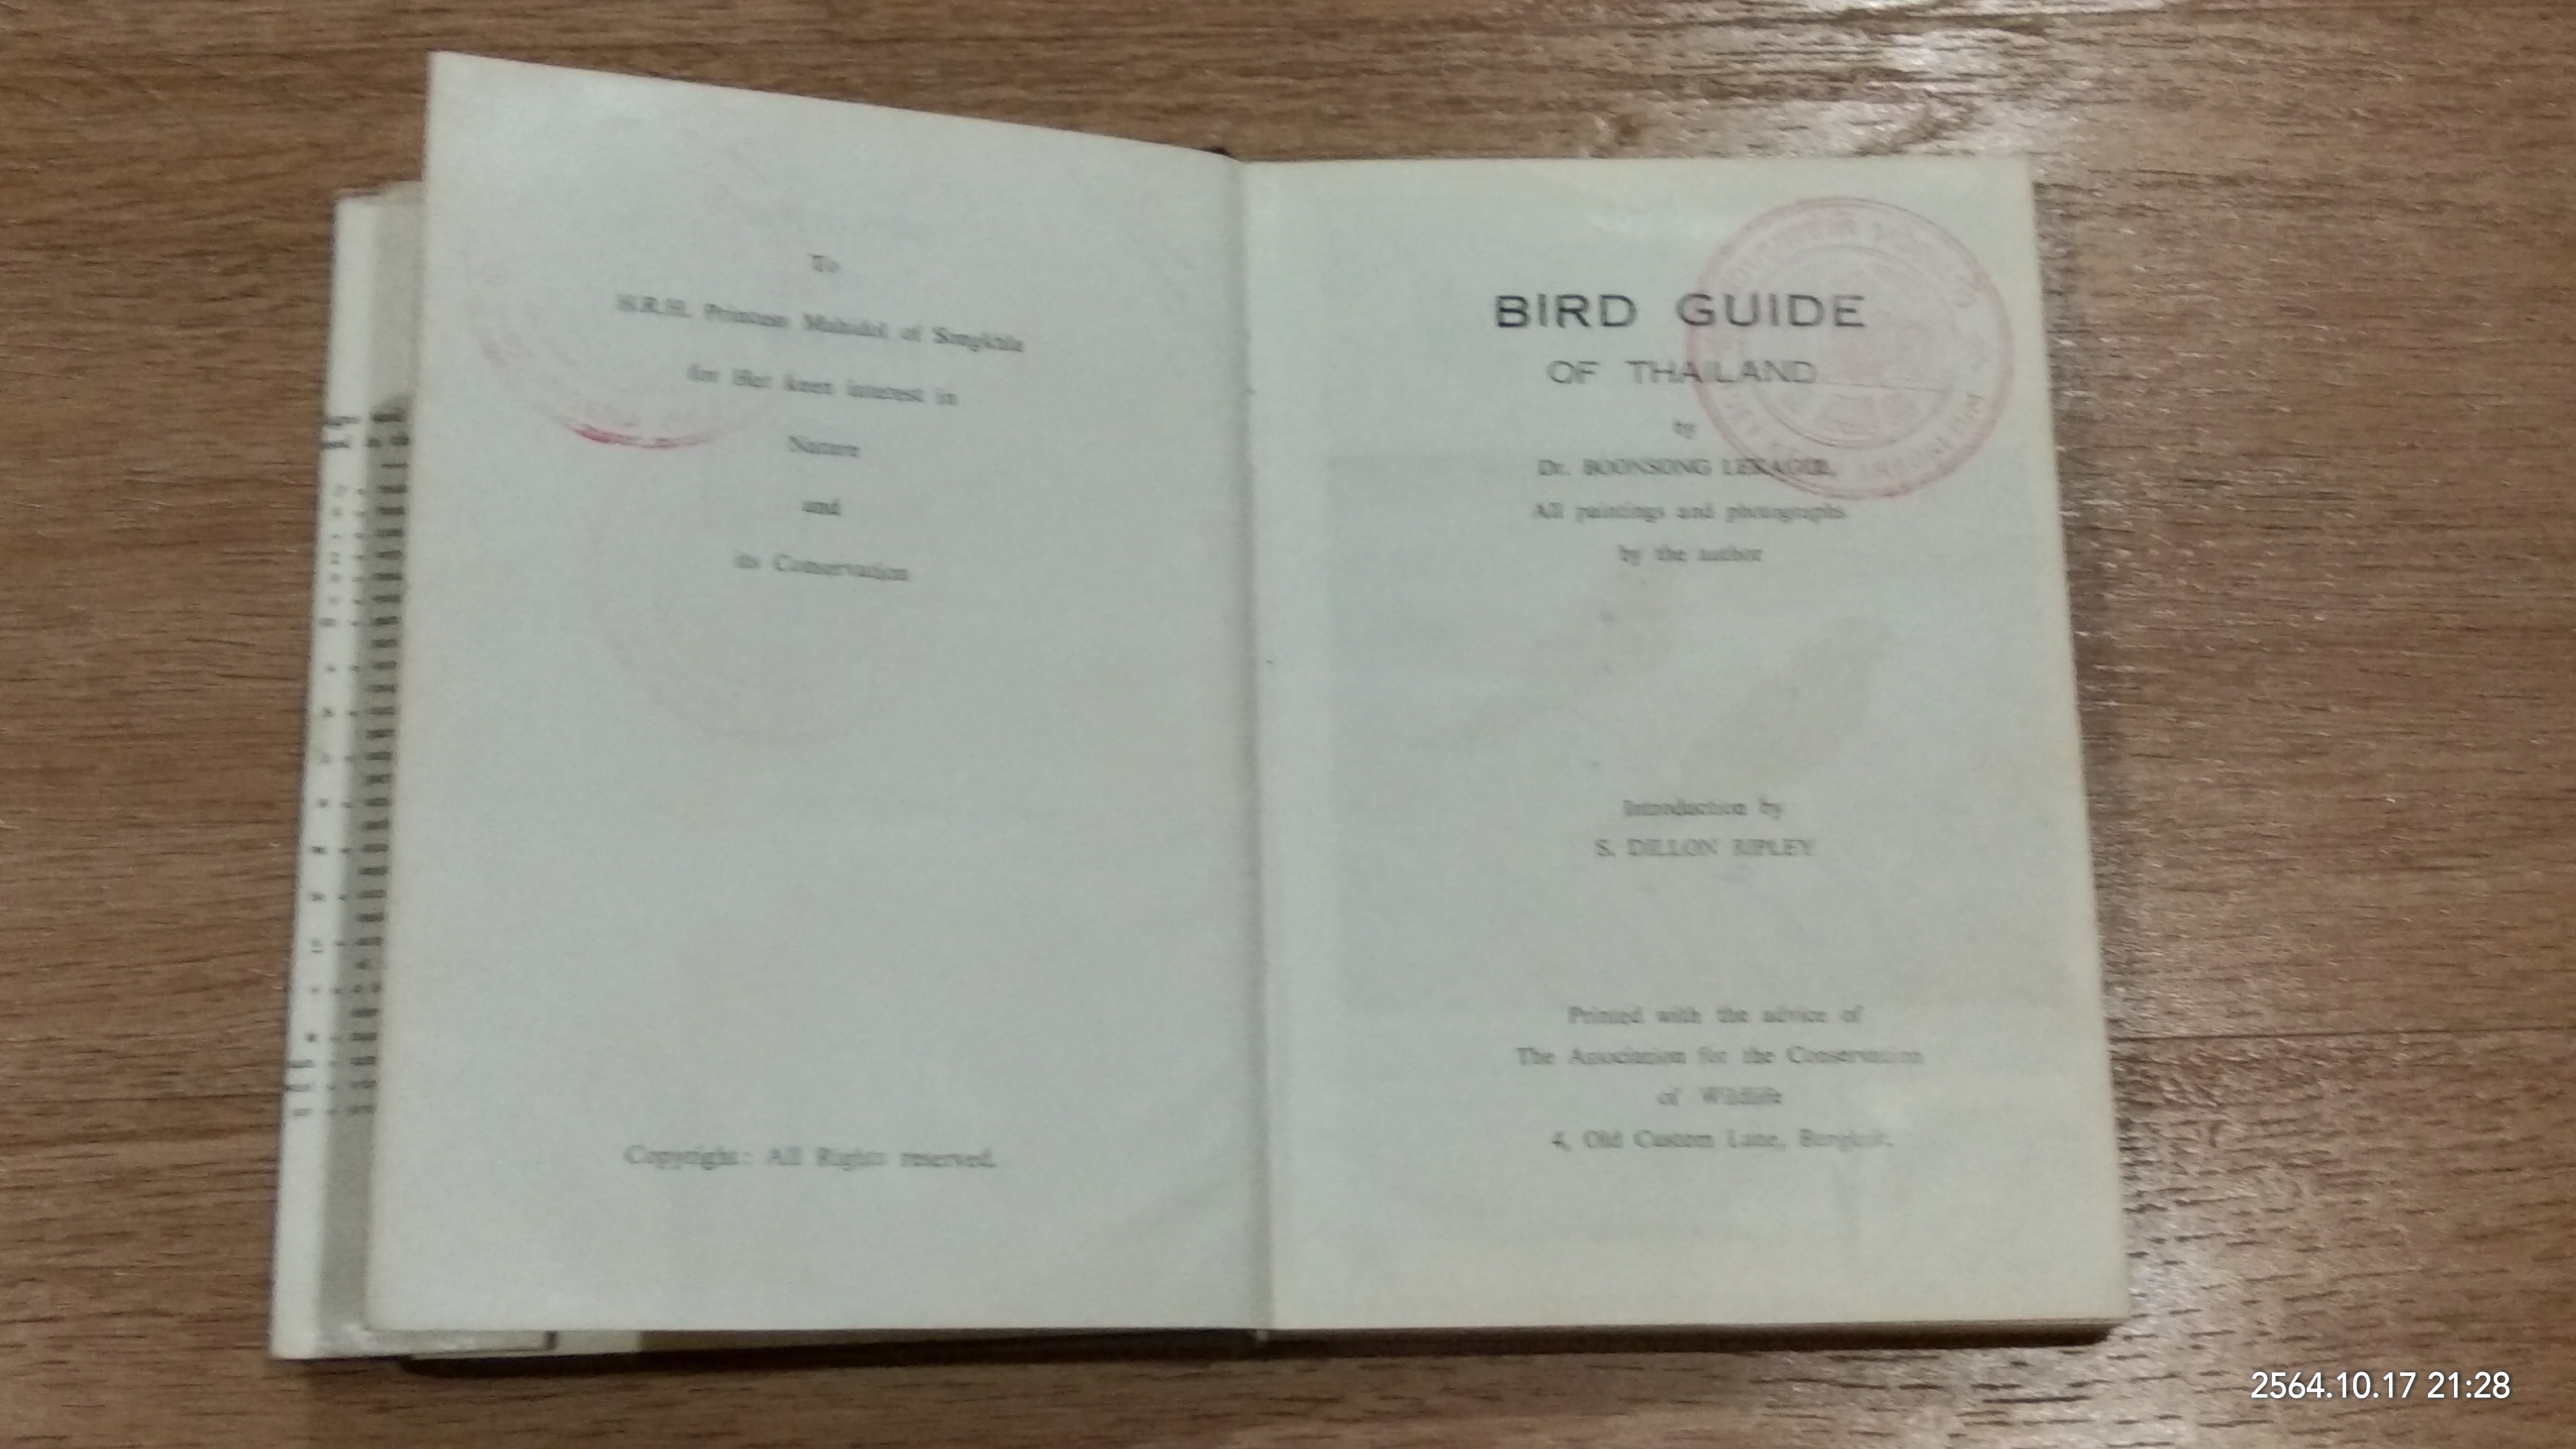 To
H.R.H. Princess Mahidol of Songkhla
for Her keen interest in
Nature
and
its Conservation
Copyright: All Rights reserved.
BIRD GUIDE
OF THAILAND
by
Dr. BOONSONG LEKAGUL,
All paintings and photographs
by the author
Introduction by
S. DILLON RIPLEY
Printed with the advice of
The Association for the Conservation
of Wildlife
4, Old Custom Lane, Bangkok.
2564.10.17 21:28